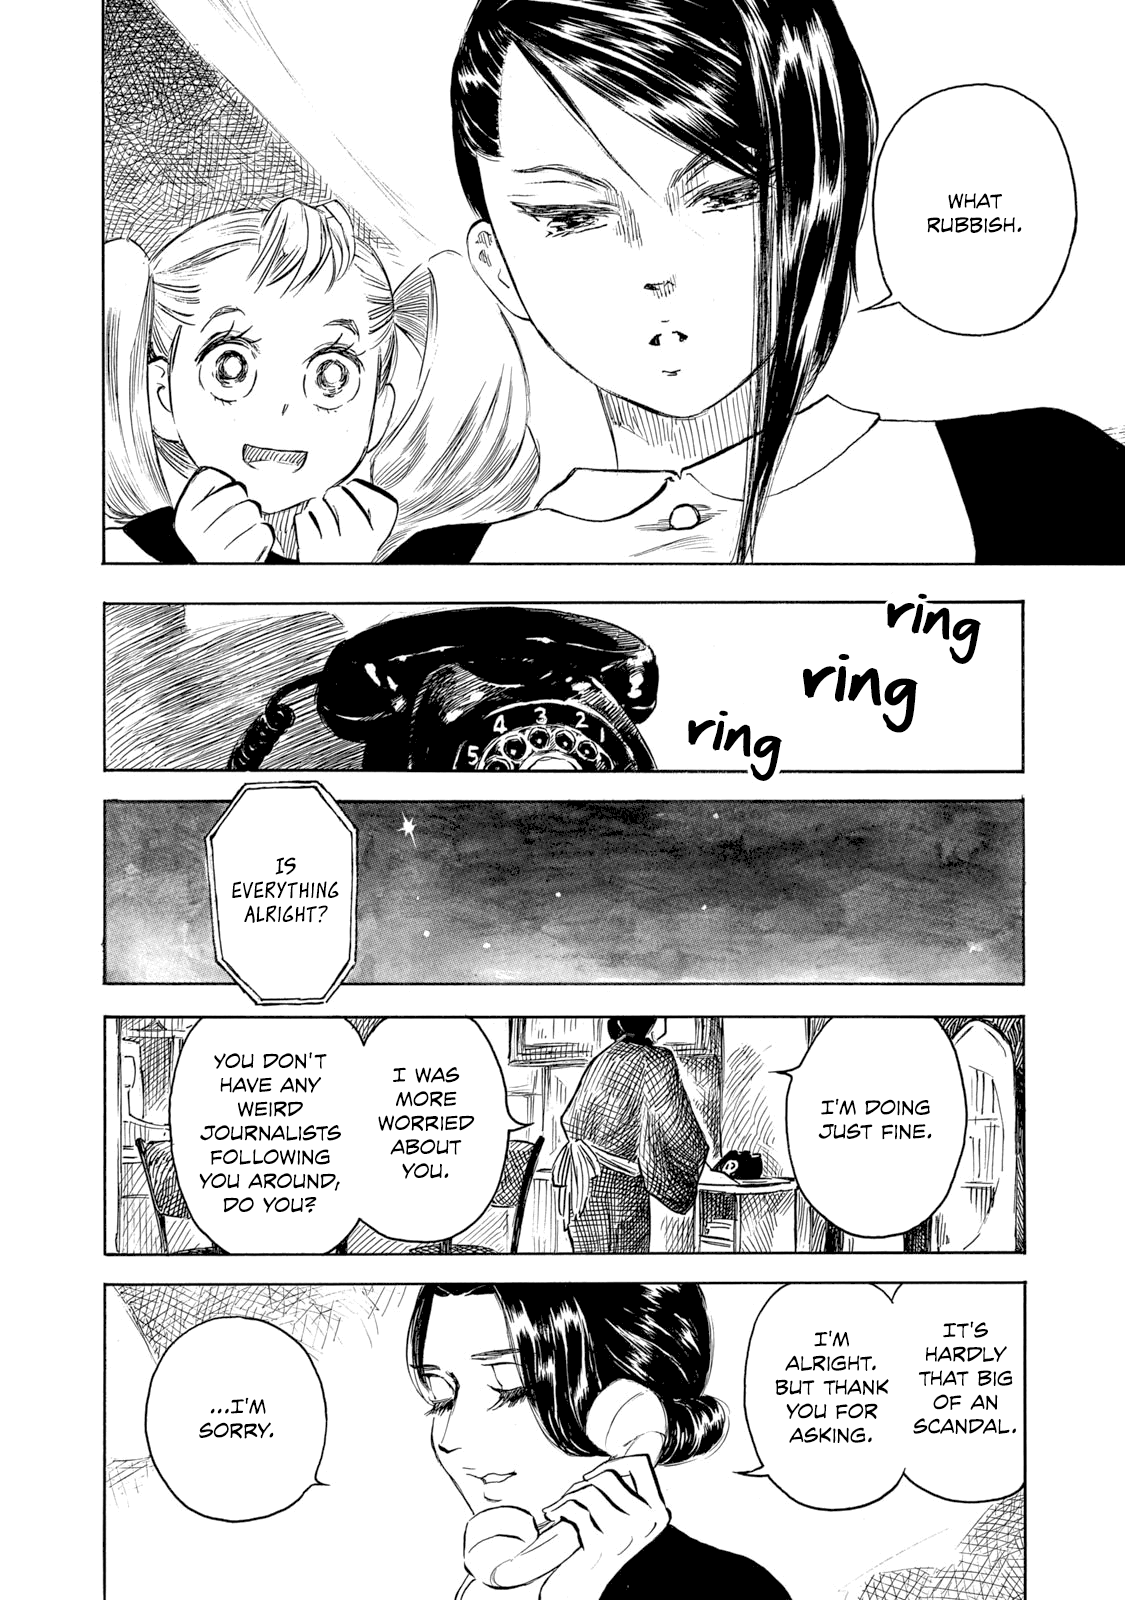 WHAT
RUBBISH.
ring
ring
ring
4 3 2 1
5
IS
EVERYTHING
ALRIGHT?
I'M DOING
JUST FINE.
I WAS
MORE
WORRIED
ABOUT
YOU.
YOU DON'T
HAVE ANY
WEIRD
JOURNALISTS
FOLLOWING
YOU AROUND,
DO YOU?
IT'S
HARDLY
THAT BIG
OF AN
SCANDAL.
I'M
ALRIGHT.
BUT THANK
YOU FOR
ASKING.
...I'M
SORRY.